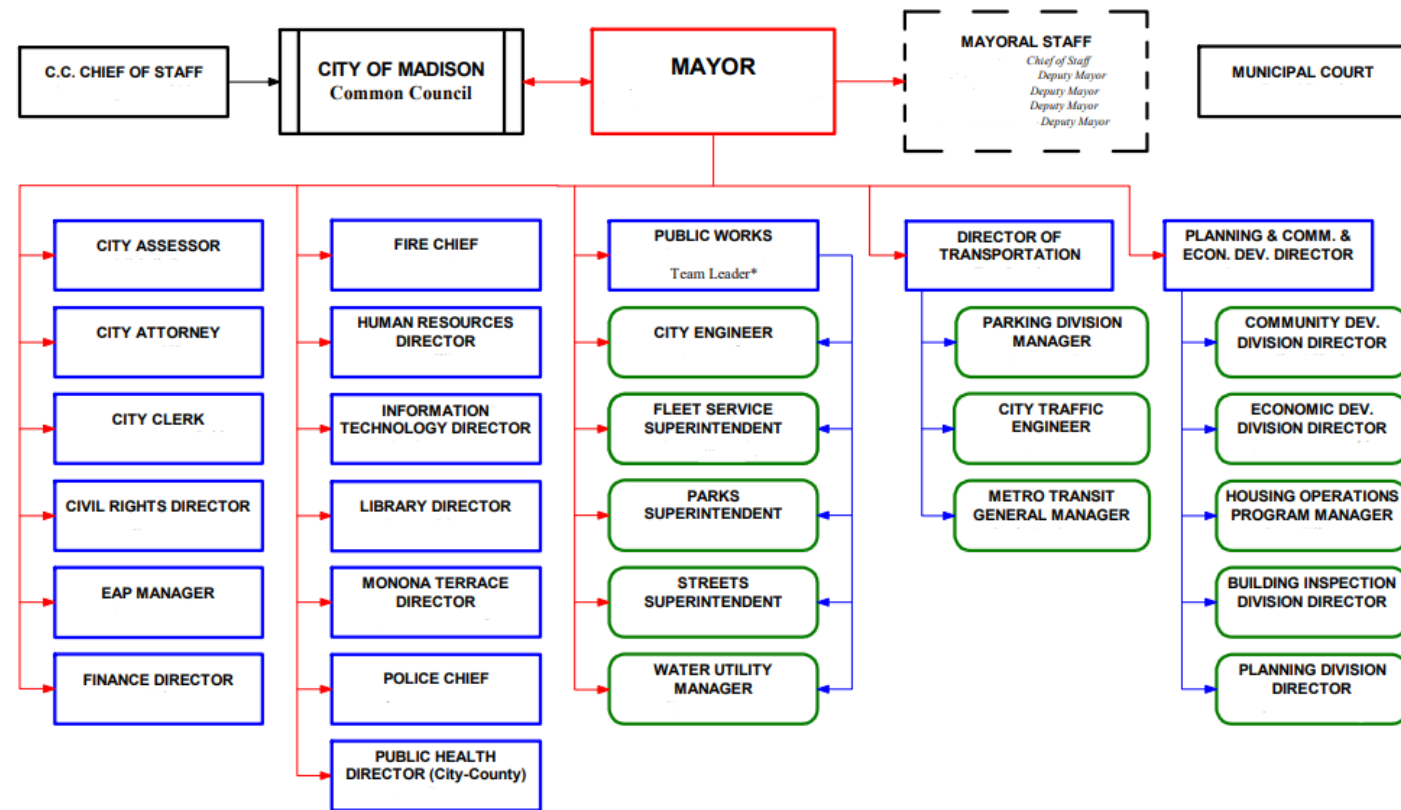 C.C. CHIEF OF STAFF
CITY OF MADISON
Common Council
MAYOR
MAYORAL STAFF
Chief of Staff
Deputy Mayor
Deputy Mayor
Deputy Mayor
Deputy Mayor
MUNICIPAL COURT
CITY ASSESSOR
CITY ATTORNEY
CITY CLERK
CIVIL RIGHTS DIRECTOR
EAP MANAGER
FINANCE DIRECTOR
FIRE CHIEF
HUMAN RESOURCES
DIRECTOR
INFORMATION
TECHNOLOGY DIRECTOR
LIBRARY DIRECTOR
MONONA TERRACE
DIRECTOR
POLICE CHIEF
PUBLIC HEALTH
DIRECTOR (City-County)
PUBLIC WORKS
Team Leader*
CITY ENGINEER
FLEET SERVICE
SUPERINTENDENT
PARKS
SUPERINTENDENT
STREETS
SUPERINTENDENT
WATER UTILITY
MANAGER
DIRECTOR OF
TRANSPORTATION
PARKING DIVISION
MANAGER
CITY TRAFFIC
ENGINEER
METRO TRANSIT
GENERAL MANAGER
PLANNING & COMM. &
ECON. DEV. DIRECTOR
COMMUNITY DEV.
DIVISION DIRECTOR
ECONOMIC DEV.
DIVISION DIRECTOR
HOUSING OPERATIONS
PROGRAM MANAGER
BUILDING INSPECTION
DIVISION DIRECTOR
PLANNING DIVISION
DIRECTOR